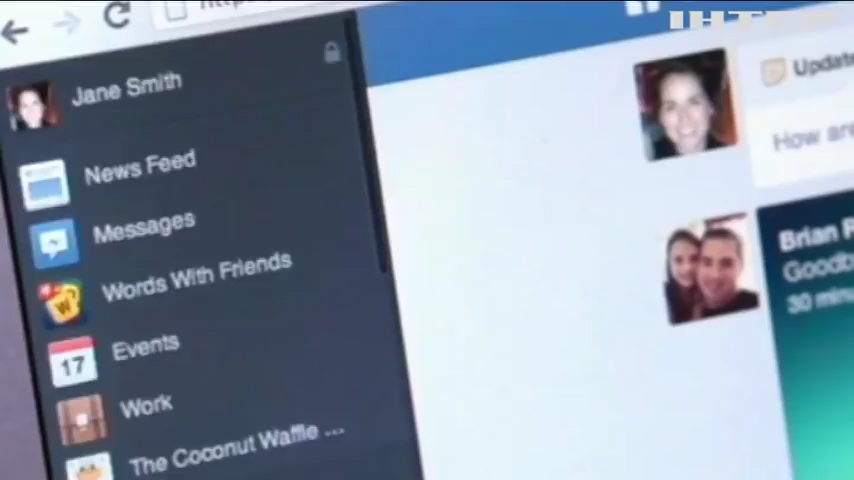 ІНТЕР
Jane Smith
News Feed
Messages
Words With Friends
Events
17
Work
The Coconut Waffle ...
Update
How are
Brian
Goodb
30 minu